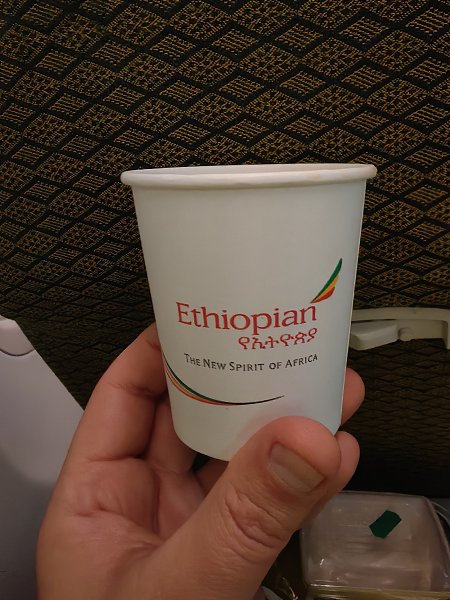 Ethiopian
የኢትዮጵያ
THE NEW SPIRIT OF AFRICA